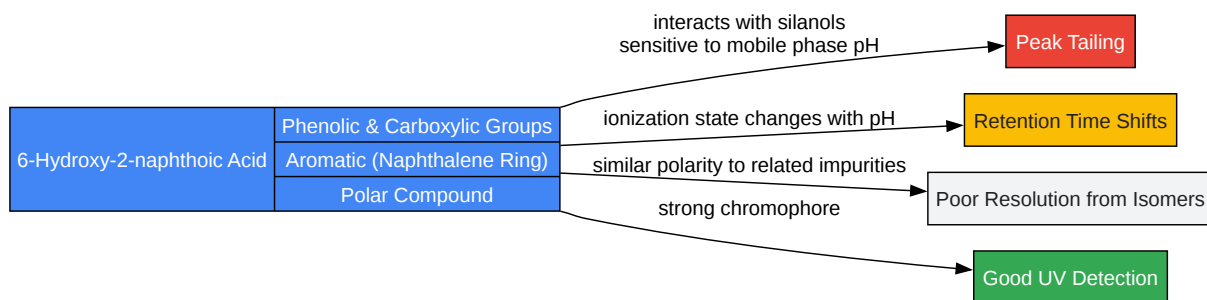 interacts with silanols
sensitive to mobile phase pH
Peak Tailing
6-Hydroxy-2-naphthoic Acid
Phenolic & Carboxylic Groups
Aromatic (Naphthalene Ring)
Polar Compound
ionization state changes with pH
Retention Time Shifts
similar polarity to related impurities
Poor Resolution from Isomers
strong chromophore
Good UV Detection